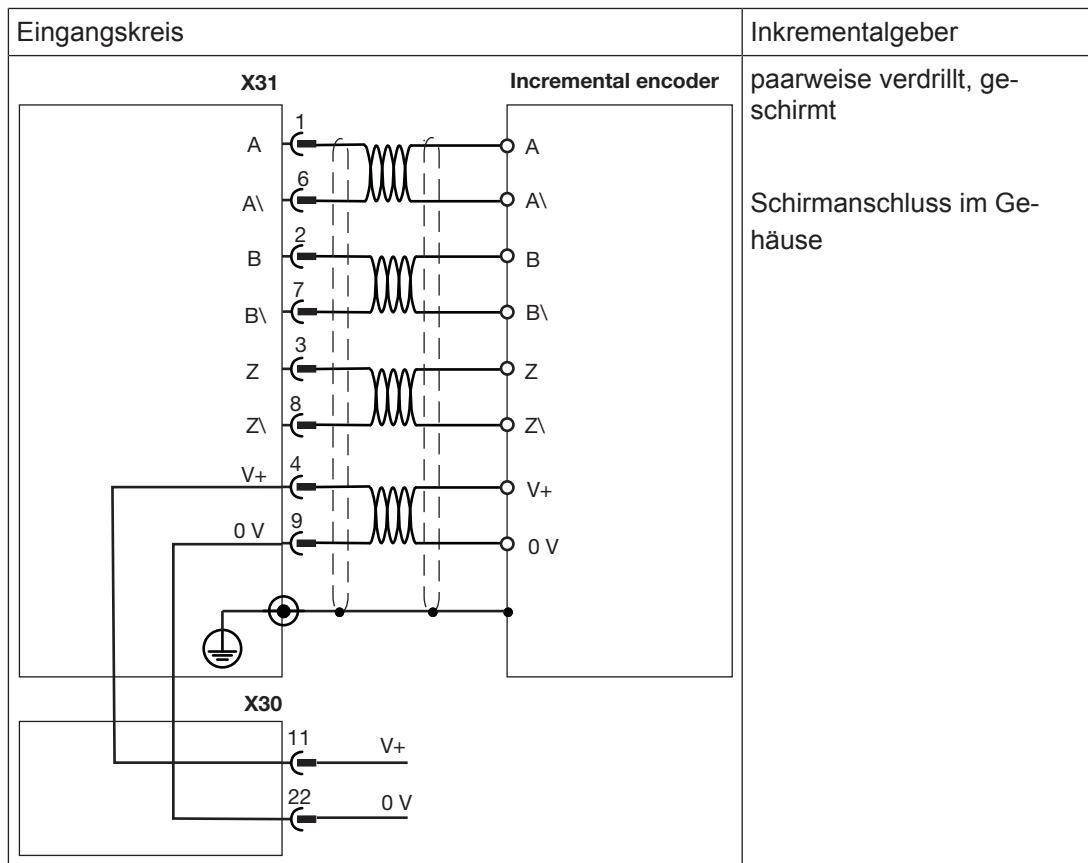 Eingangskreis
Inkrementalgeber
X31
Incremental encoder
paarweise verdrillt, ge-
schirmt
Schirmanschluss im Ge-
häuse
A 1 A
A\ 6 A\
B 2 B
B\ 7 B\
Z 3 Z
Z\ 8 Z\
V+ 4 V+
0 V 9 0 V
X30
11 V+
22 0 V